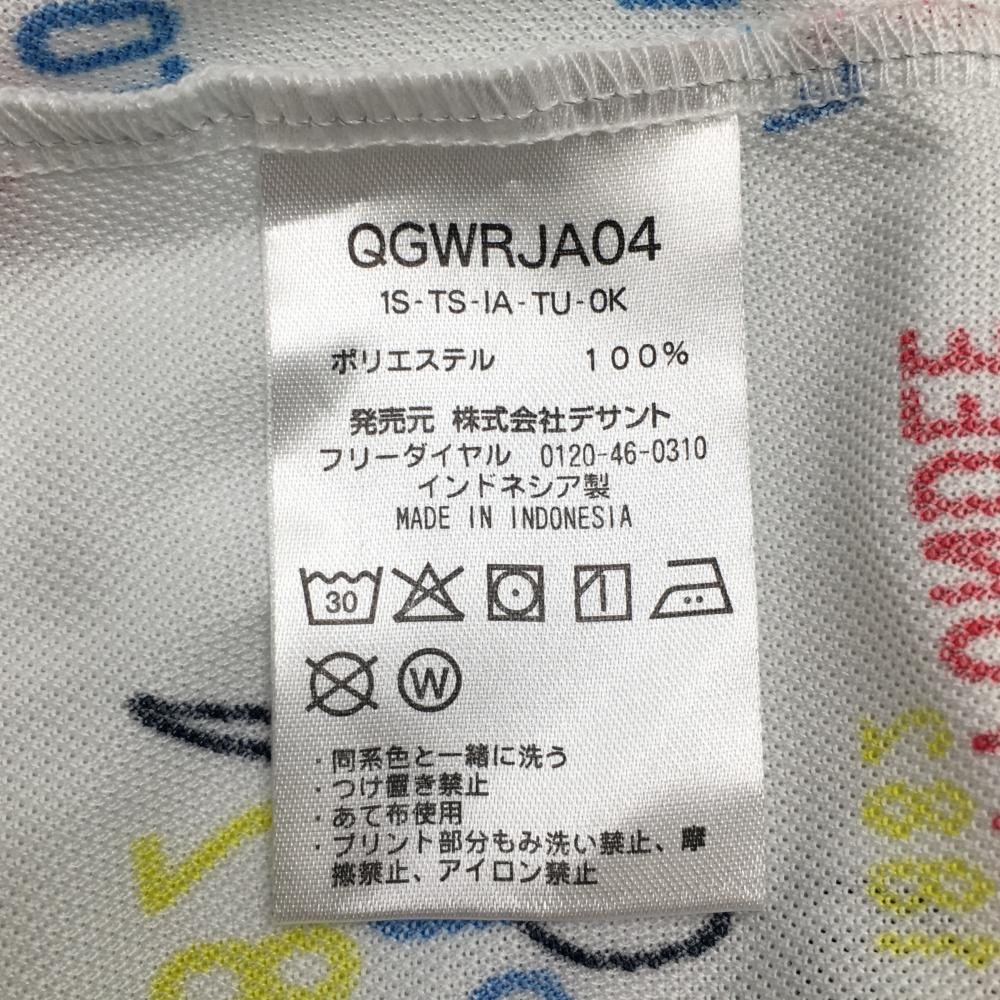 QGWRJA04
1S-TS-IA-TU-0K
ポリエステル 100%
発売元 株式会社デサント
フリーダイヤル 0120-46-0310
インドネシア製
MADE IN INDONESIA
30
W
・同系色と一緒に洗う
・つけ置き禁止
・あて布使用
・プリント部分もみ洗い禁止、摩
擦禁止、アイロン禁止